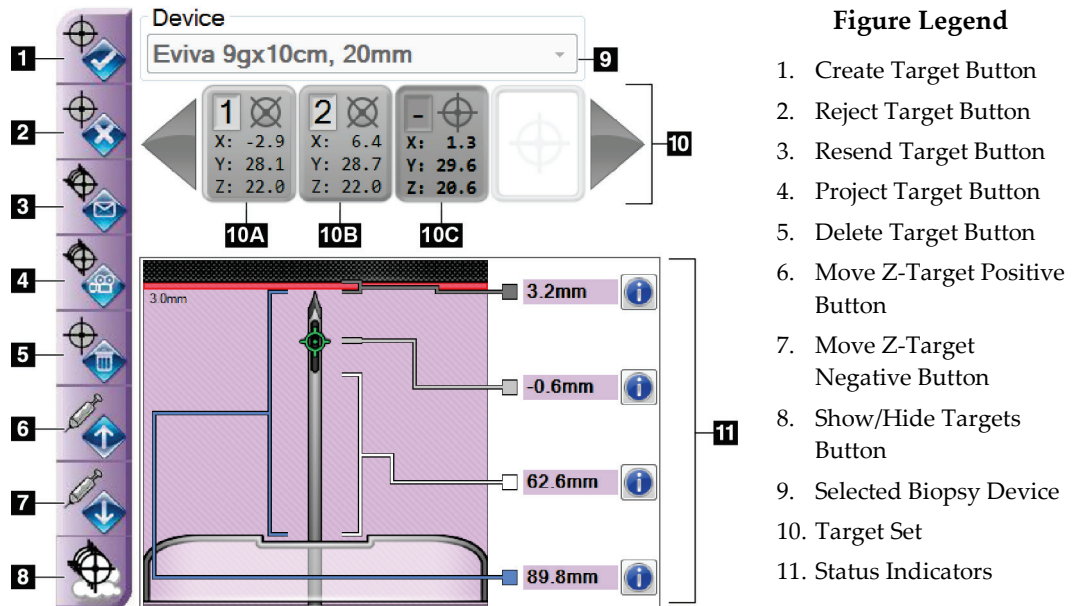 Device
Eviva 9gx10cm, 20mm
1
2
3
4
5
6
7
8
9
1
X: -2.9
Y: 28.1
Z: 22.0
2
X: 6.4
Y: 28.7
Z: 22.0
-
X: 1.3
Y: 29.6
Z: 20.6
10
10A
10B
10C
3.0mm
3.2mm
-0.6mm
62.6mm
89.8mm
11
Figure Legend
1. Create Target Button
2. Reject Target Button
3. Resend Target Button
4. Project Target Button
5. Delete Target Button
6. Move Z-Target Positive
Button
7. Move Z-Target
Negative Button
8. Show/Hide Targets
Button
9. Selected Biopsy Device
10. Target Set
11. Status Indicators